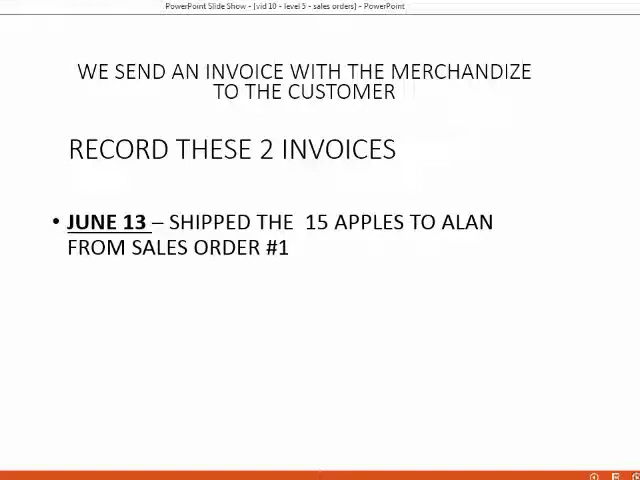 PowerPoint Slide Show - [vid 10 - level 5 - sales orders] - PowerPoint
WE SEND AN INVOICE WITH THE MERCHANDIZE
TO THE CUSTOMER
RECORD THESE 2 INVOICES
• JUNE 13 – SHIPPED THE 15 APPLES TO ALAN
FROM SALES ORDER #1